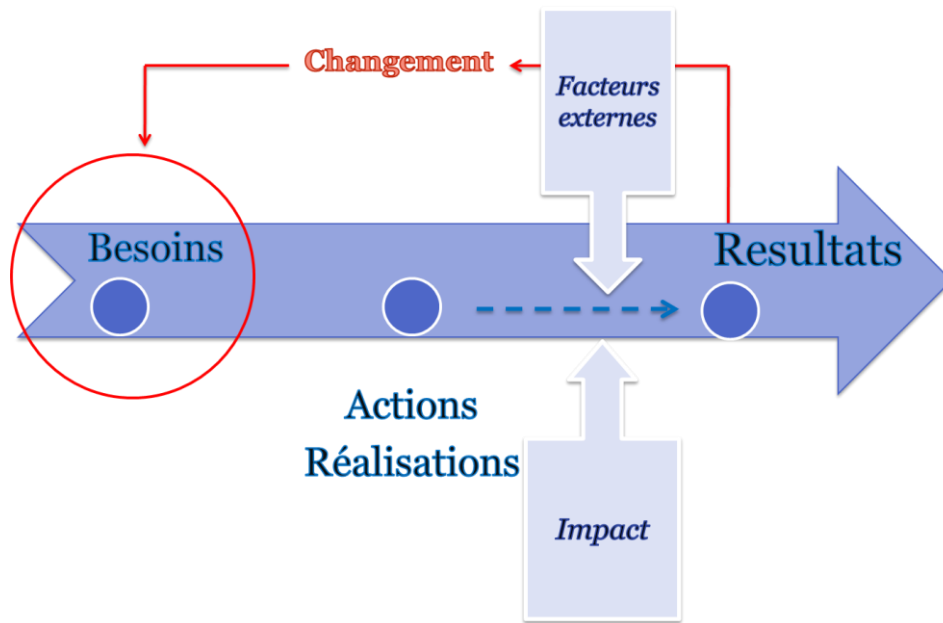 Changement
Facteurs
externes
Besoins
Resultats
Actions
Réalisations
Impact